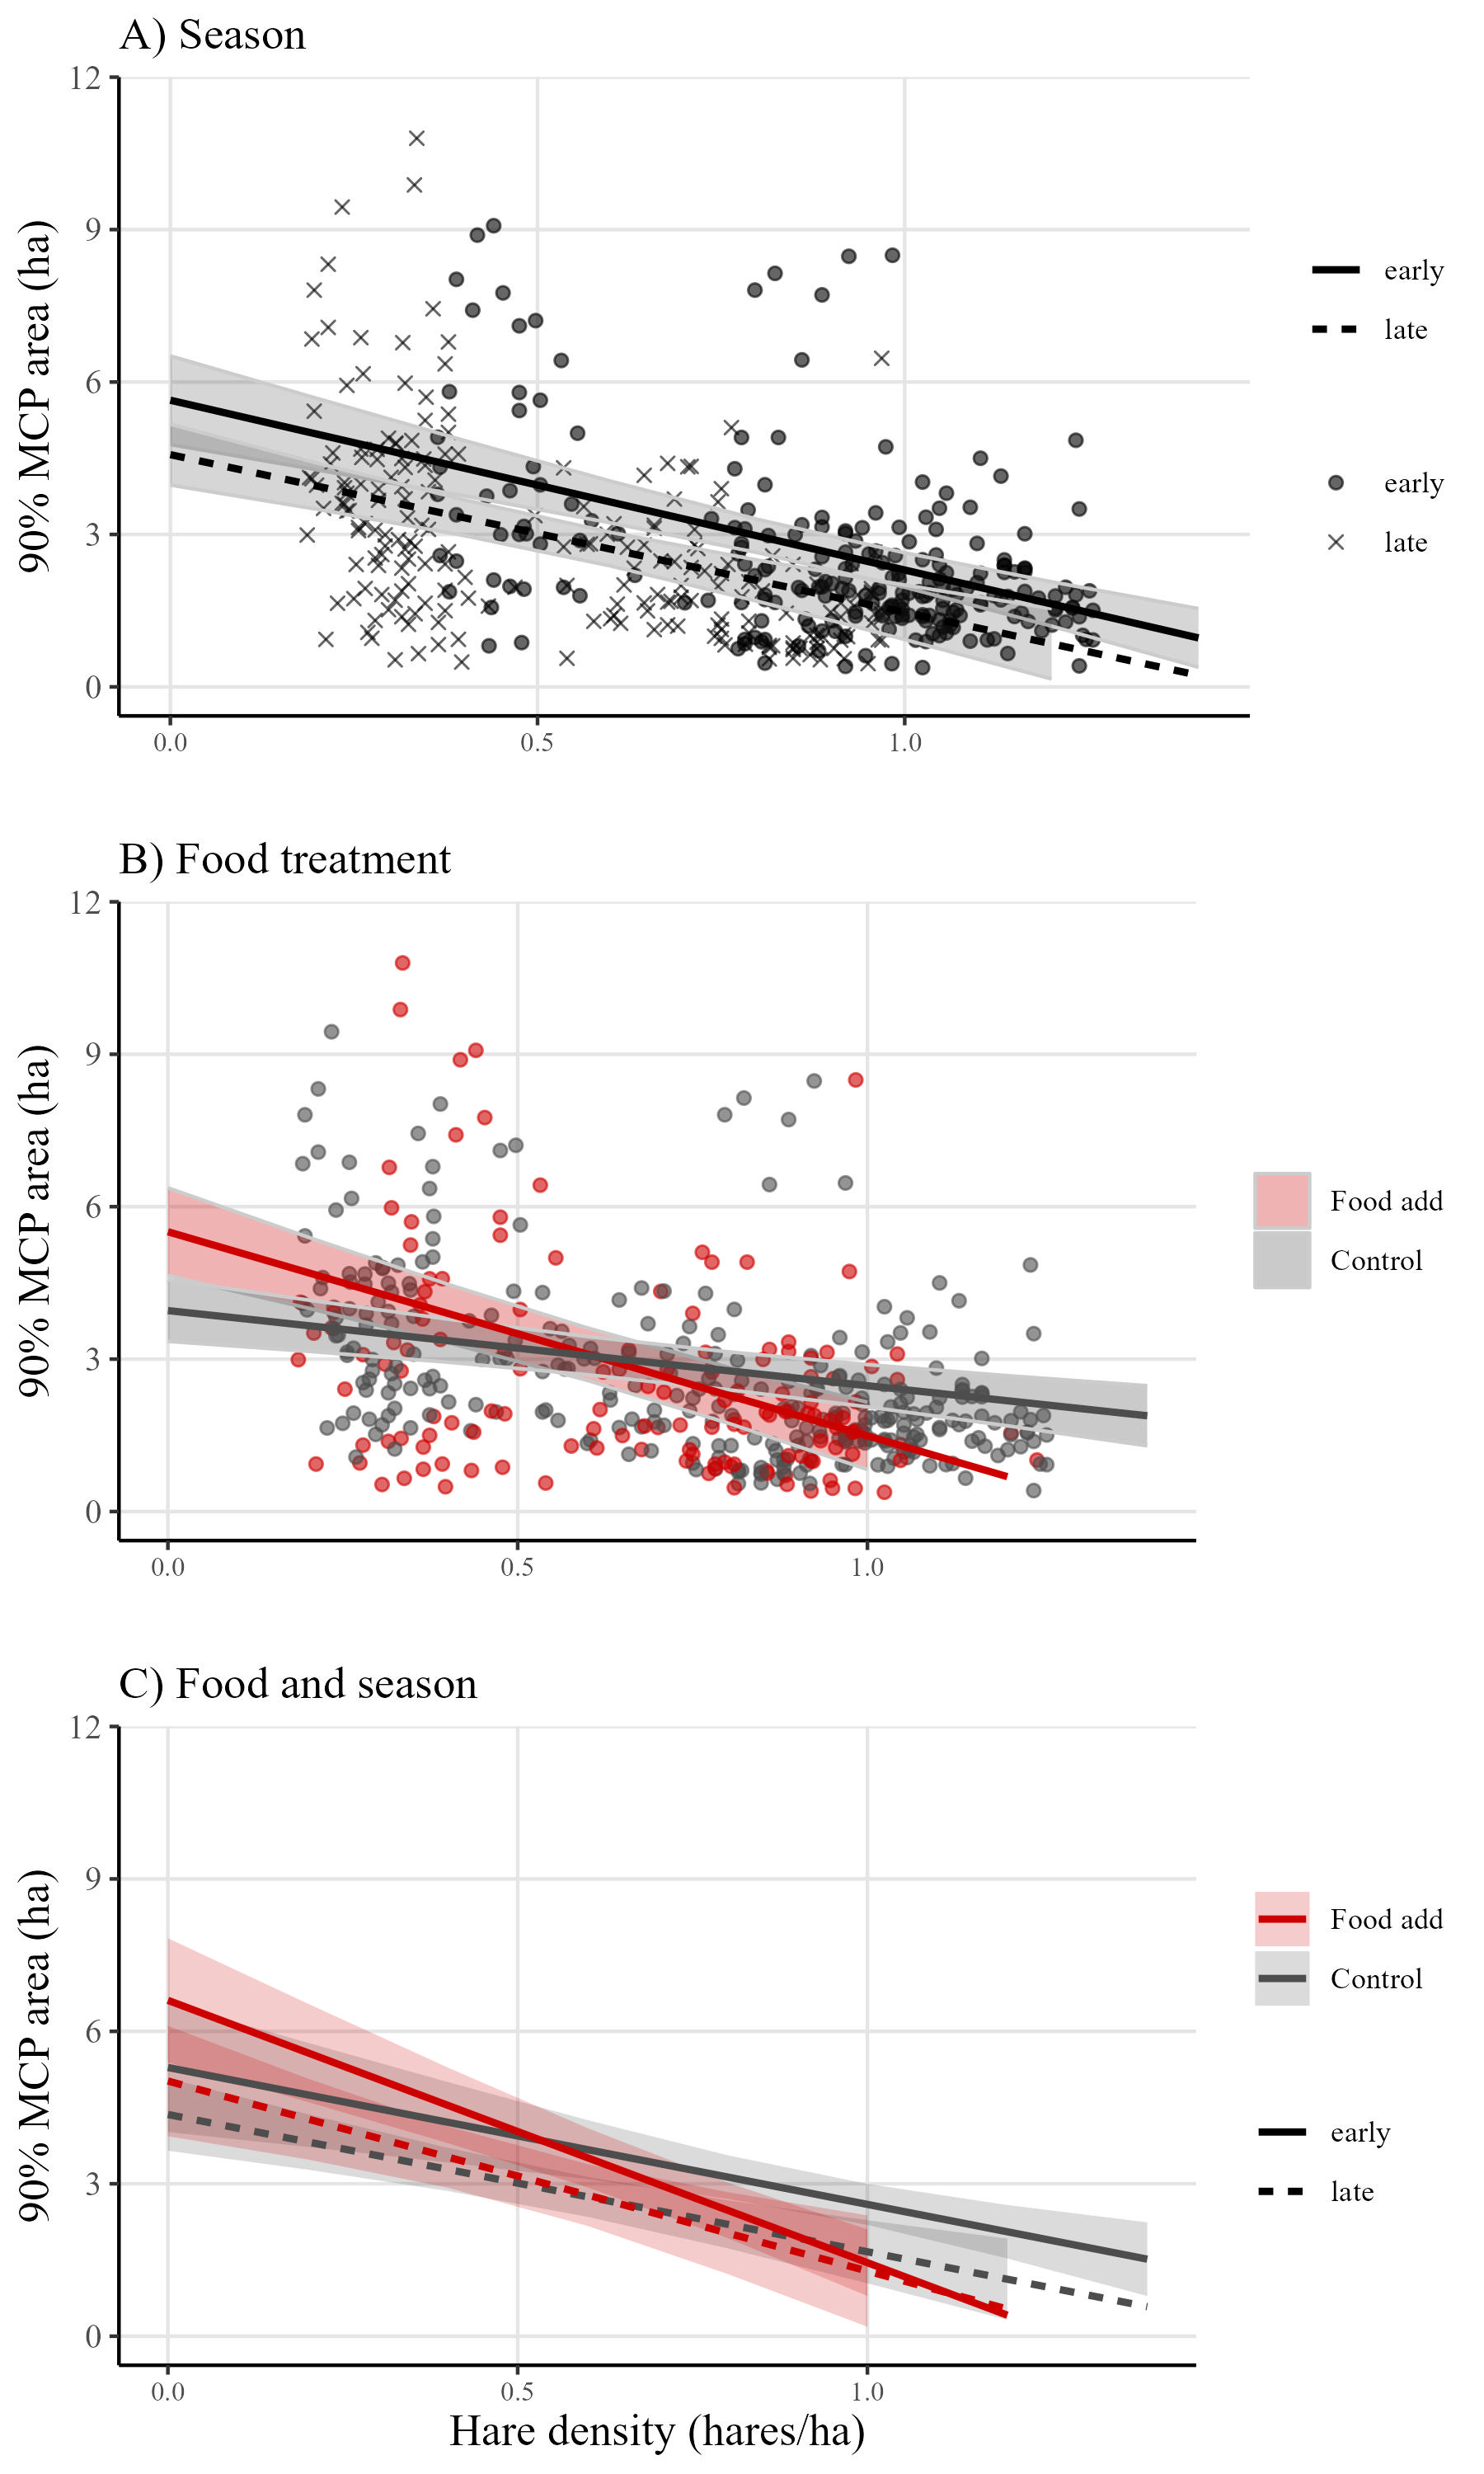 A) Season
12
9
6
3
0
90% MCP area (ha)
0.0 0.5 1.0
early
late
early
late
B) Food treatment
12
9
6
3
0
90% MCP area (ha)
0.0 0.5 1.0
Food add
Control
C) Food and season
12
9
6
3
0
90% MCP area (ha)
0.0 0.5 1.0
Hare density (hares/ha)
Food add
Control
early
late